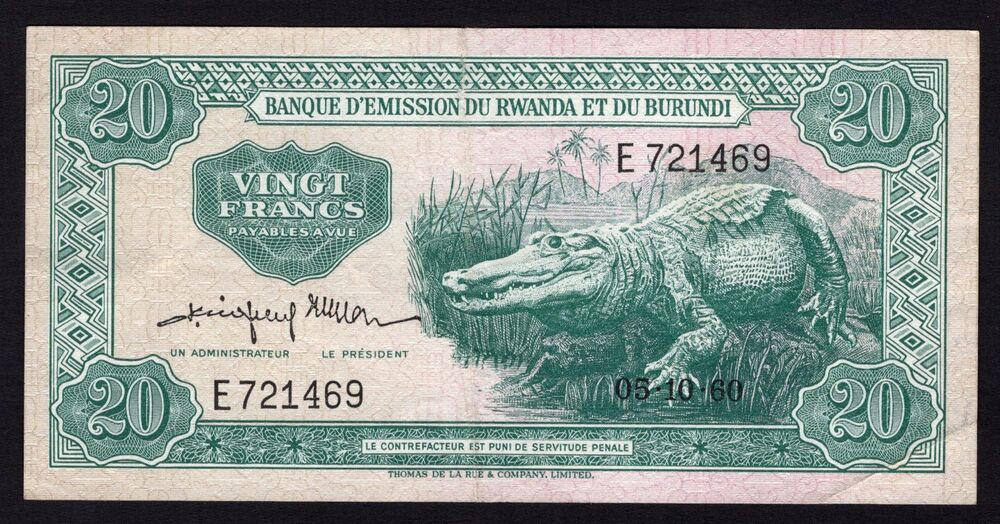 20 20
BANQUE D'EMISSION DU RWANDA ET DU BURUNDI
E 721469
VINGT
FRANCS
PAYABLES A VUE
UN ADMINISTRATEUR LE PRÉSIDENT
E 721469
05·10·60
20 20
LE CONTREFACTEUR EST PUNI DE SERVITUDE PENALE
THOMAS DE LA RUE & COMPANY, LIMITED.